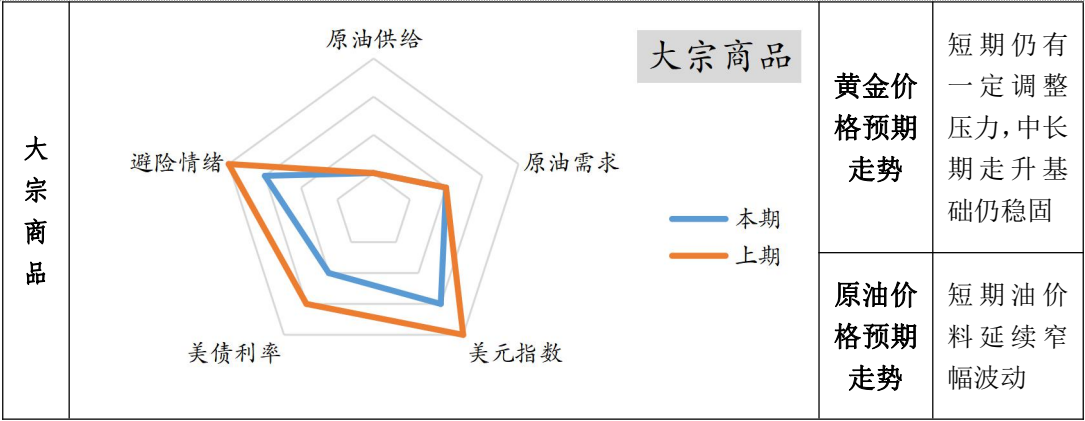 大
宗
商
品
大宗商品
原油供给
避险情绪
原油需求
本期
上期
美债利率
美元指数
黄金价
格预期
走势
短期仍有
一定调整
压力，中长
期走升基
础仍稳固
原油价
格预期
走势
短期油价
料延续窄
幅波动